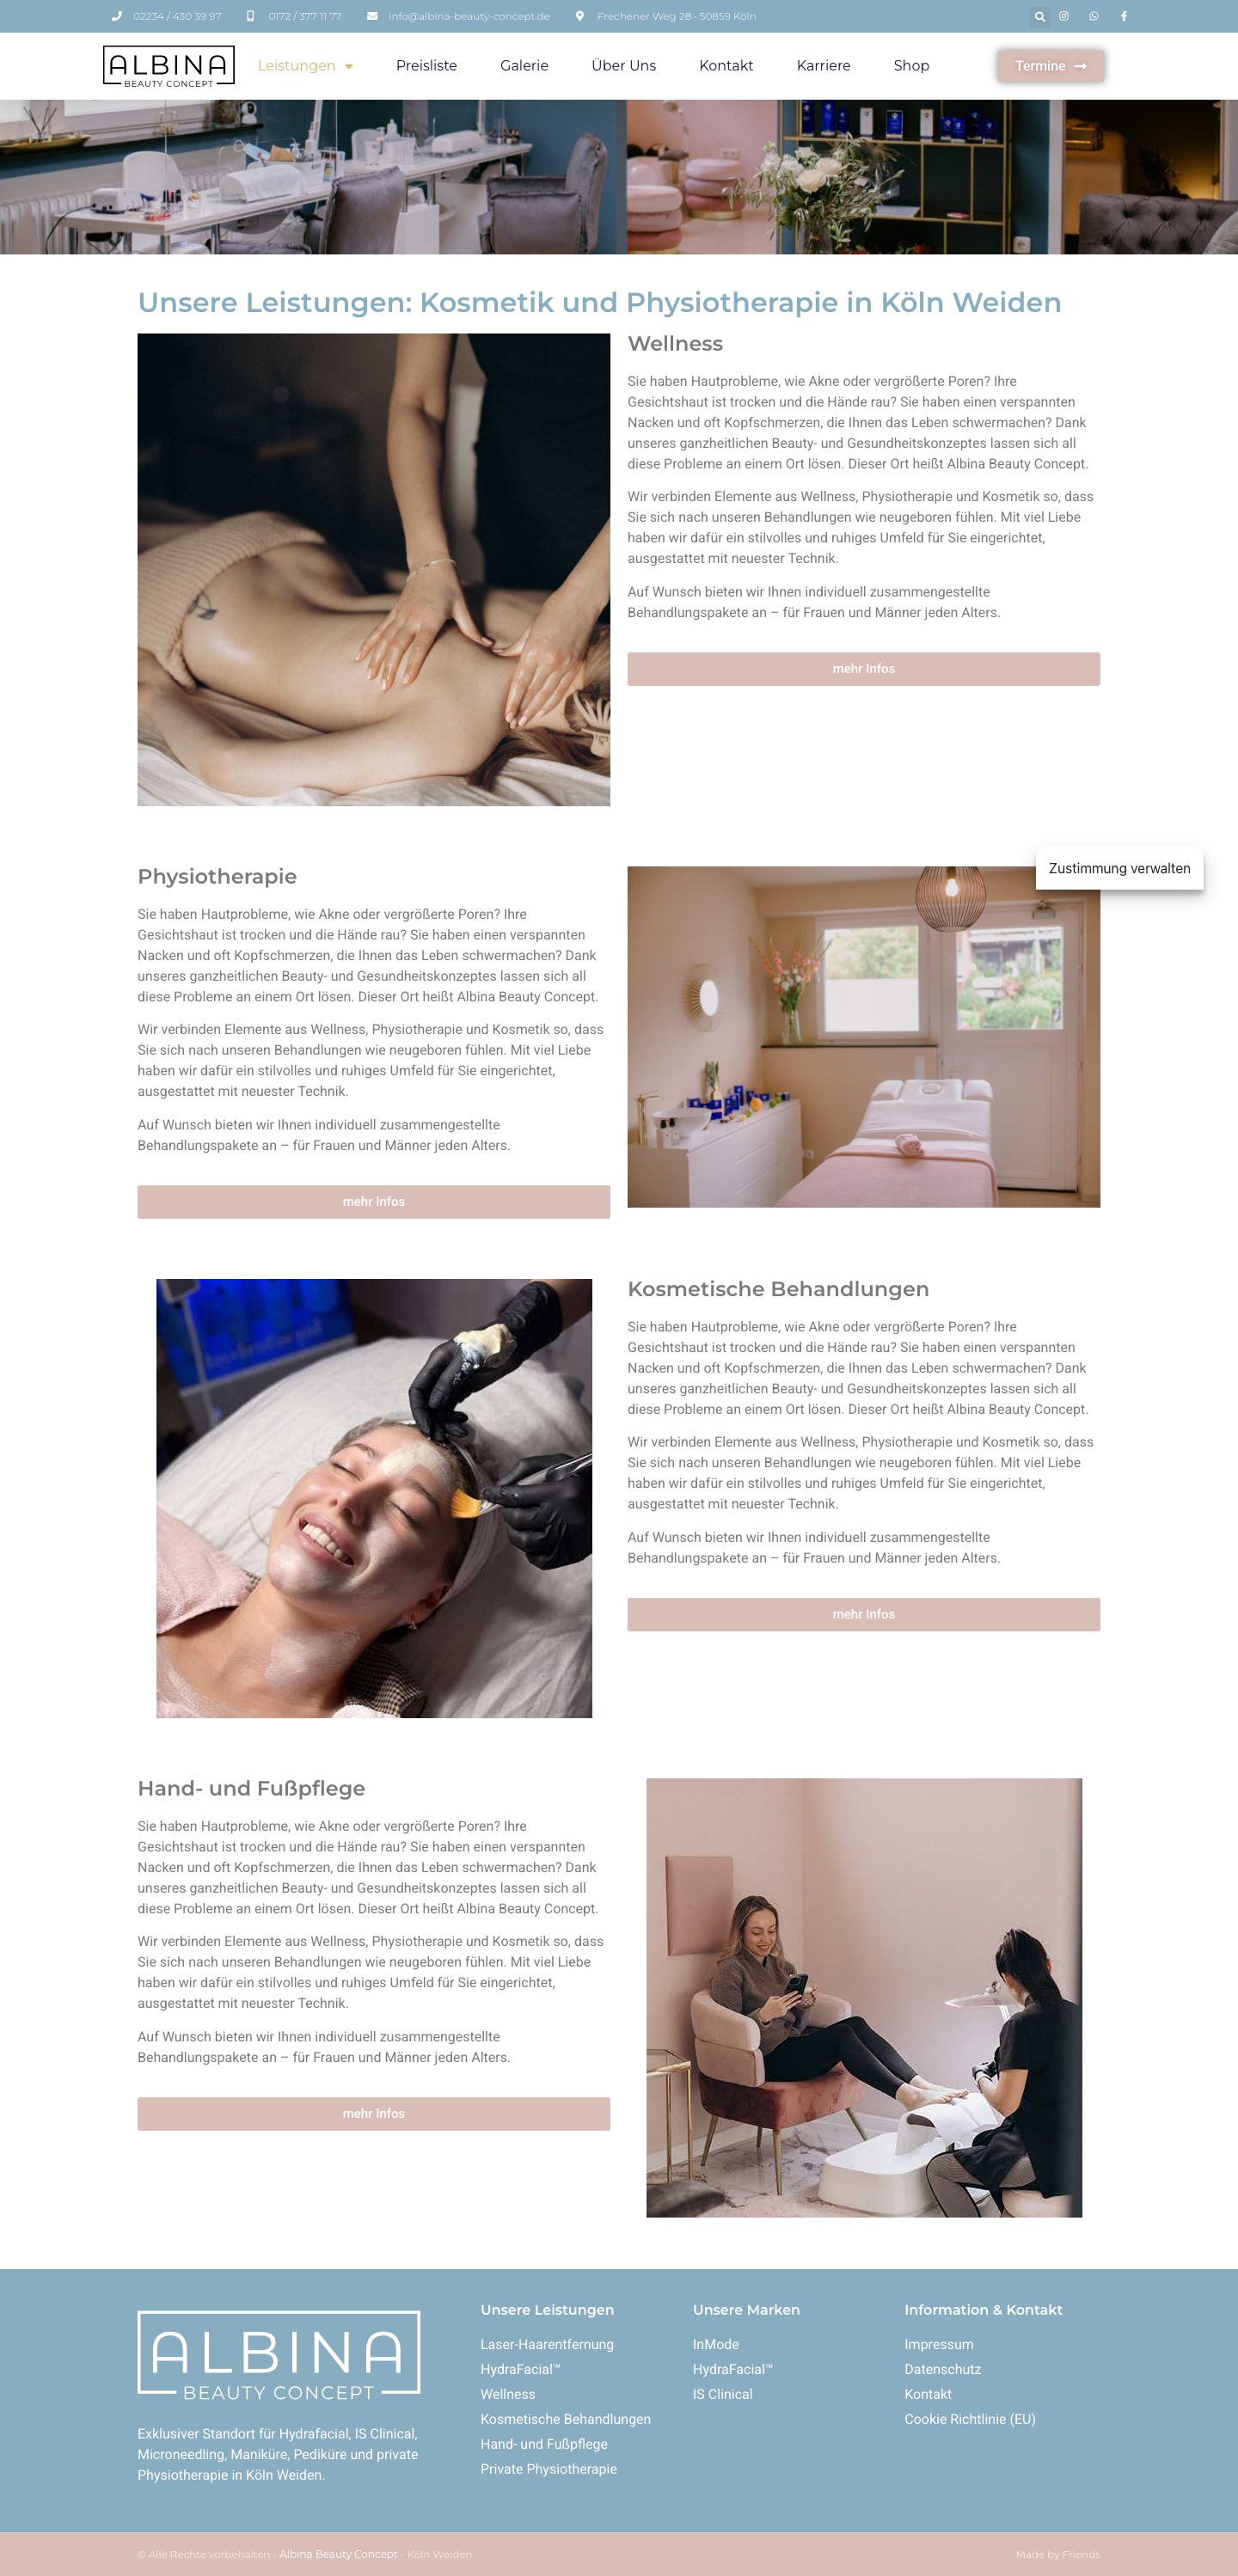 02234 / 430 39 97
0172 / 377 11 77
info@albina-beauty-concept.de
Frechener Weg 28 • 50859 Köln
ALBINA
BEAUTY CONCEPT
Leistungen
Preisliste
Galerie
Über Uns
Kontakt
Karriere
Shop
Termine
Unsere Leistungen: Kosmetik und Physiotherapie in Köln Weiden
Wellness
Sie haben Hautprobleme, wie Akne oder vergrößerte Poren? Ihre
Gesichtshaut ist trocken und die Hände rau? Sie haben einen verspannten
Nacken und oft Kopfschmerzen, die Ihnen das Leben schwermachen? Dank
unseres ganzheitlichen Beauty- und Gesundheitskonzeptes lassen sich all
diese Probleme an einem Ort lösen. Dieser Ort heißt Albina Beauty Concept.
Wir verbinden Elemente aus Wellness, Physiotherapie und Kosmetik so, dass
Sie sich nach unseren Behandlungen wie neugeboren fühlen. Mit viel Liebe
haben wir dafür ein stilvolles und ruhiges Umfeld für Sie eingerichtet,
ausgestattet mit neuester Technik.
Auf Wunsch bieten wir Ihnen individuell zusammengestellte
Behandlungspakete an – für Frauen und Männer jeden Alters.
mehr Infos
Zustimmung verwalten
Physiotherapie
Sie haben Hautprobleme, wie Akne oder vergrößerte Poren? Ihre
Gesichtshaut ist trocken und die Hände rau? Sie haben einen verspannten
Nacken und oft Kopfschmerzen, die Ihnen das Leben schwermachen? Dank
unseres ganzheitlichen Beauty- und Gesundheitskonzeptes lassen sich all
diese Probleme an einem Ort lösen. Dieser Ort heißt Albina Beauty Concept.
Wir verbinden Elemente aus Wellness, Physiotherapie und Kosmetik so, dass
Sie sich nach unseren Behandlungen wie neugeboren fühlen. Mit viel Liebe
haben wir dafür ein stilvolles und ruhiges Umfeld für Sie eingerichtet,
ausgestattet mit neuester Technik.
Auf Wunsch bieten wir Ihnen individuell zusammengestellte
Behandlungspakete an – für Frauen und Männer jeden Alters.
mehr Infos
Kosmetische Behandlungen
Sie haben Hautprobleme, wie Akne oder vergrößerte Poren? Ihre
Gesichtshaut ist trocken und die Hände rau? Sie haben einen verspannten
Nacken und oft Kopfschmerzen, die Ihnen das Leben schwermachen? Dank
unseres ganzheitlichen Beauty- und Gesundheitskonzeptes lassen sich all
diese Probleme an einem Ort lösen. Dieser Ort heißt Albina Beauty Concept.
Wir verbinden Elemente aus Wellness, Physiotherapie und Kosmetik so, dass
Sie sich nach unseren Behandlungen wie neugeboren fühlen. Mit viel Liebe
haben wir dafür ein stilvolles und ruhiges Umfeld für Sie eingerichtet,
ausgestattet mit neuester Technik.
Auf Wunsch bieten wir Ihnen individuell zusammengestellte
Behandlungspakete an – für Frauen und Männer jeden Alters.
mehr Infos
Hand- und Fußpflege
Sie haben Hautprobleme, wie Akne oder vergrößerte Poren? Ihre
Gesichtshaut ist trocken und die Hände rau? Sie haben einen verspannten
Nacken und oft Kopfschmerzen, die Ihnen das Leben schwermachen? Dank
unseres ganzheitlichen Beauty- und Gesundheitskonzeptes lassen sich all
diese Probleme an einem Ort lösen. Dieser Ort heißt Albina Beauty Concept.
Wir verbinden Elemente aus Wellness, Physiotherapie und Kosmetik so, dass
Sie sich nach unseren Behandlungen wie neugeboren fühlen. Mit viel Liebe
haben wir dafür ein stilvolles und ruhiges Umfeld für Sie eingerichtet,
ausgestattet mit neuester Technik.
Auf Wunsch bieten wir Ihnen individuell zusammengestellte
Behandlungspakete an – für Frauen und Männer jeden Alters.
mehr Infos
ALBINA
BEAUTY CONCEPT
Exklusiver Standort für Hydrafacial, IS Clinical,
Microneedling, Maniküre, Pediküre und private
Physiotherapie in Köln Weiden.
Unsere Leistungen
Laser-Haarentfernung
HydraFacial™
Wellness
Kosmetische Behandlungen
Hand- und Fußpflege
Private Physiotherapie
Unsere Marken
InMode
HydraFacial™
IS Clinical
Information & Kontakt
Impressum
Datenschutz
Kontakt
Cookie Richtlinie (EU)
© Alle Rechte vorbehalten - Albina Beauty Concept - Köln Weiden
Made by Friends